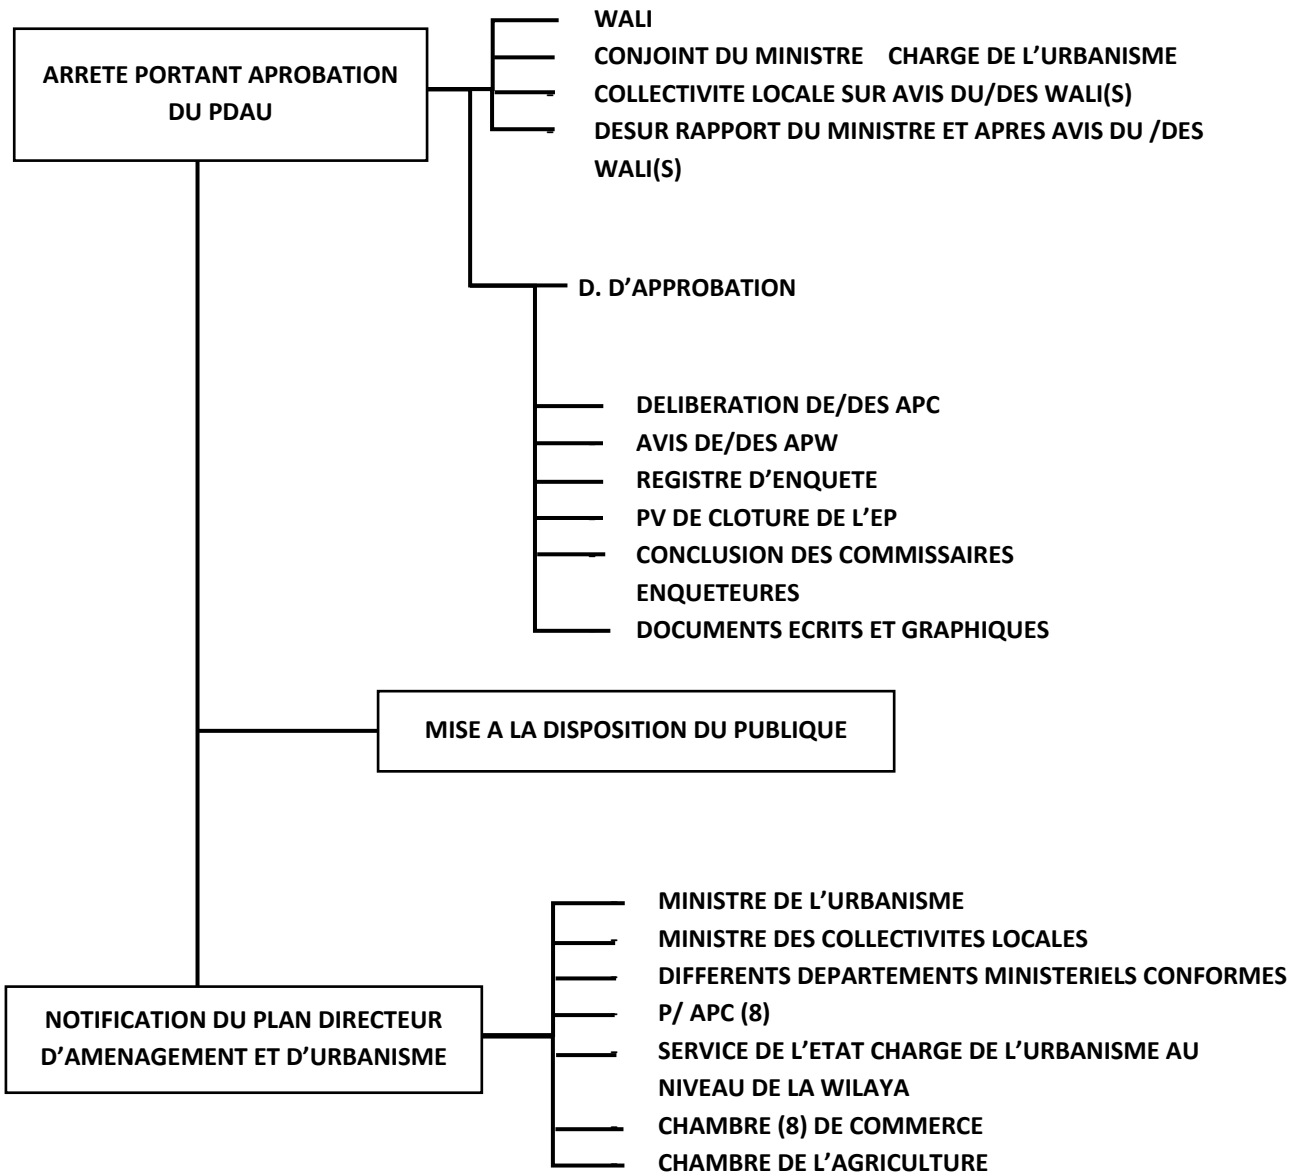 ARRETE PORTANT APROBATION
DU PDAU
WALI
CONJOINT DU MINISTRE CHARGE DE L’URBANISME
COLLECTIVITE LOCALE SUR AVIS DU/DES WALI(S)
DESUR RAPPORT DU MINISTRE ET APRES AVIS DU /DES
WALI(S)
D. D’APPROBATION
DELIBERATION DE/DES APC
AVIS DE/DES APW
REGISTRE D’ENQUETE
PV DE CLOTURE DE L’EP
CONCLUSION DES COMMISSAIRES
ENQUETEURES
DOCUMENTS ECRITS ET GRAPHIQUES
MISE A LA DISPOSITION DU PUBLIQUE
NOTIFICATION DU PLAN DIRECTEUR
D’AMENAGEMENT ET D’URBANISME
MINISTRE DE L’URBANISME
MINISTRE DES COLLECTIVITES LOCALES
DIFFERENTS DEPARTEMENTS MINISTERIELS CONFORMES
P/ APC (8)
SERVICE DE L’ETAT CHARGE DE L’URBANISME AU
NIVEAU DE LA WILAYA
CHAMBRE (8) DE COMMERCE
CHAMBRE DE L’AGRICULTURE